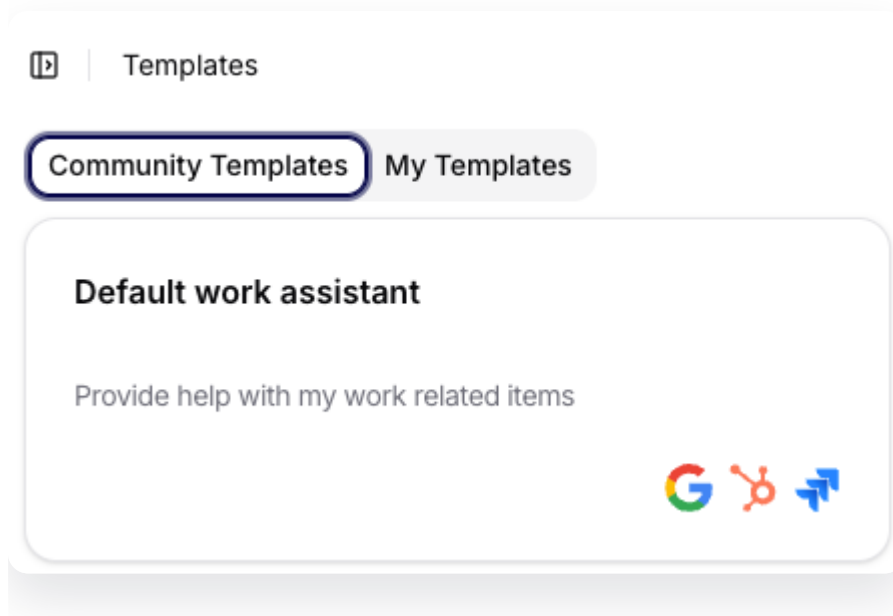 Templates
Community Templates My Templates
Default work assistant
Provide help with my work related items